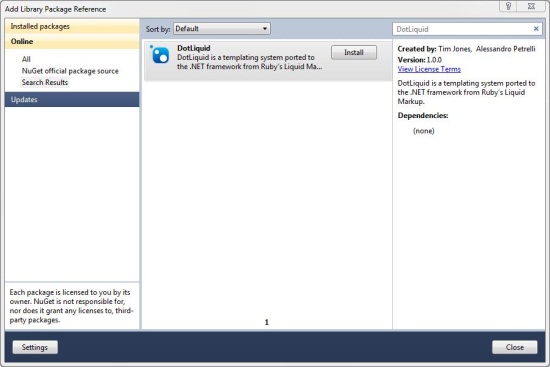 Add Library Package Reference
Installed packages
Online
All
NuGet official package source
Search Results
Updates
Each package is licensed to you by its
owner. NuGet is not responsible for,
nor does it grant any licenses to, third-
party packages.
Sort by: Default
DotLiquid
DotLiquid is a templating system ported to
the .NET framework from Ruby's Liquid Ma...
Install
1
DotLiquid
Created by: Tim Jones, Alessandro Petrelli
Version: 1.0.0
View License Terms
DotLiquid is a templating system ported to
the .NET framework from Ruby's Liquid
Markup.
Dependencies:
(none)
Settings
Close